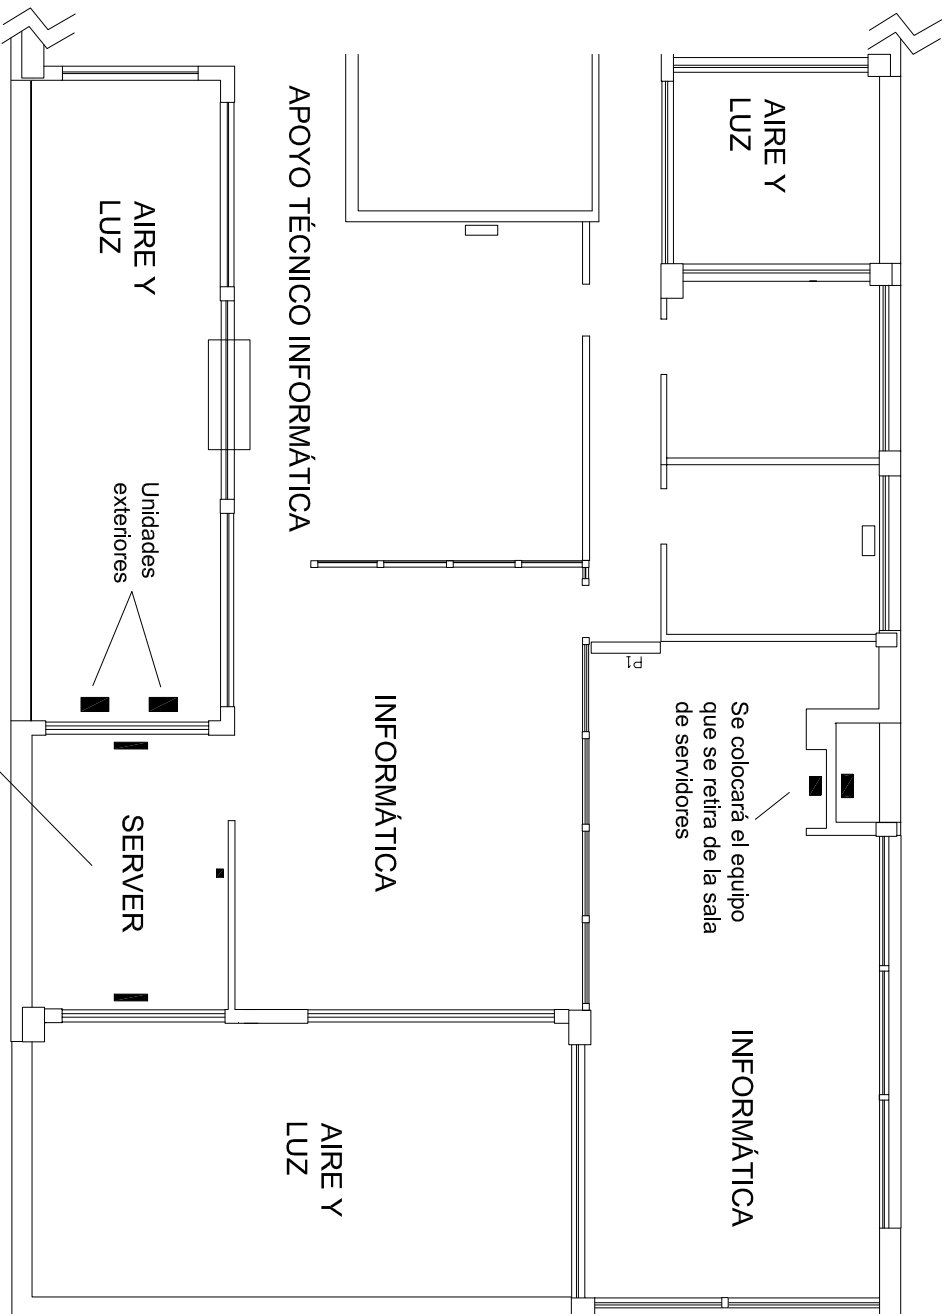 AIRE Y
LUZ
APOYO TÉCNICO INFORMÁTICA
AIRE Y
LUZ
Unidades
exteriores
P1
Se colocará el equipo
que se retira de la sala
de servidores
INFORMÁTICA
SERVER
INFORMÁTICA
AIRE Y
LUZ